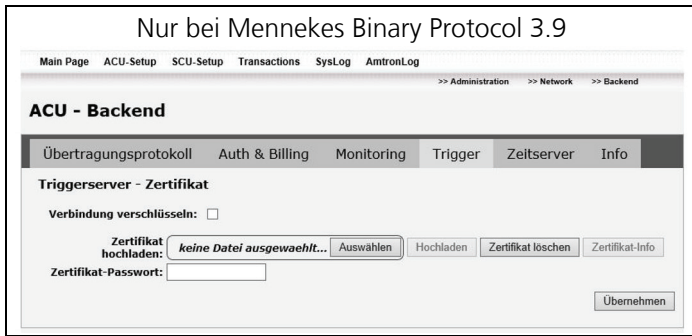 Nur bei Mennekes Binary Protocol 3.9
Main Page ACU-Setup SCU-Setup Transactions SysLog AmtronLog
>> Administration >> Network >> Backend
ACU - Backend
Übertragungsprotokoll Auth & Billing Monitoring Trigger Zeitserver Info
Triggerserver - Zertifikat
Verbindung verschlüsseln:
Zertifikat
hochladen: keine Datei ausgewaehlt... Auswählen Hochladen Zertifikat löschen Zertifikat-Info
Zertifikat-Passwort:
Übernehmen